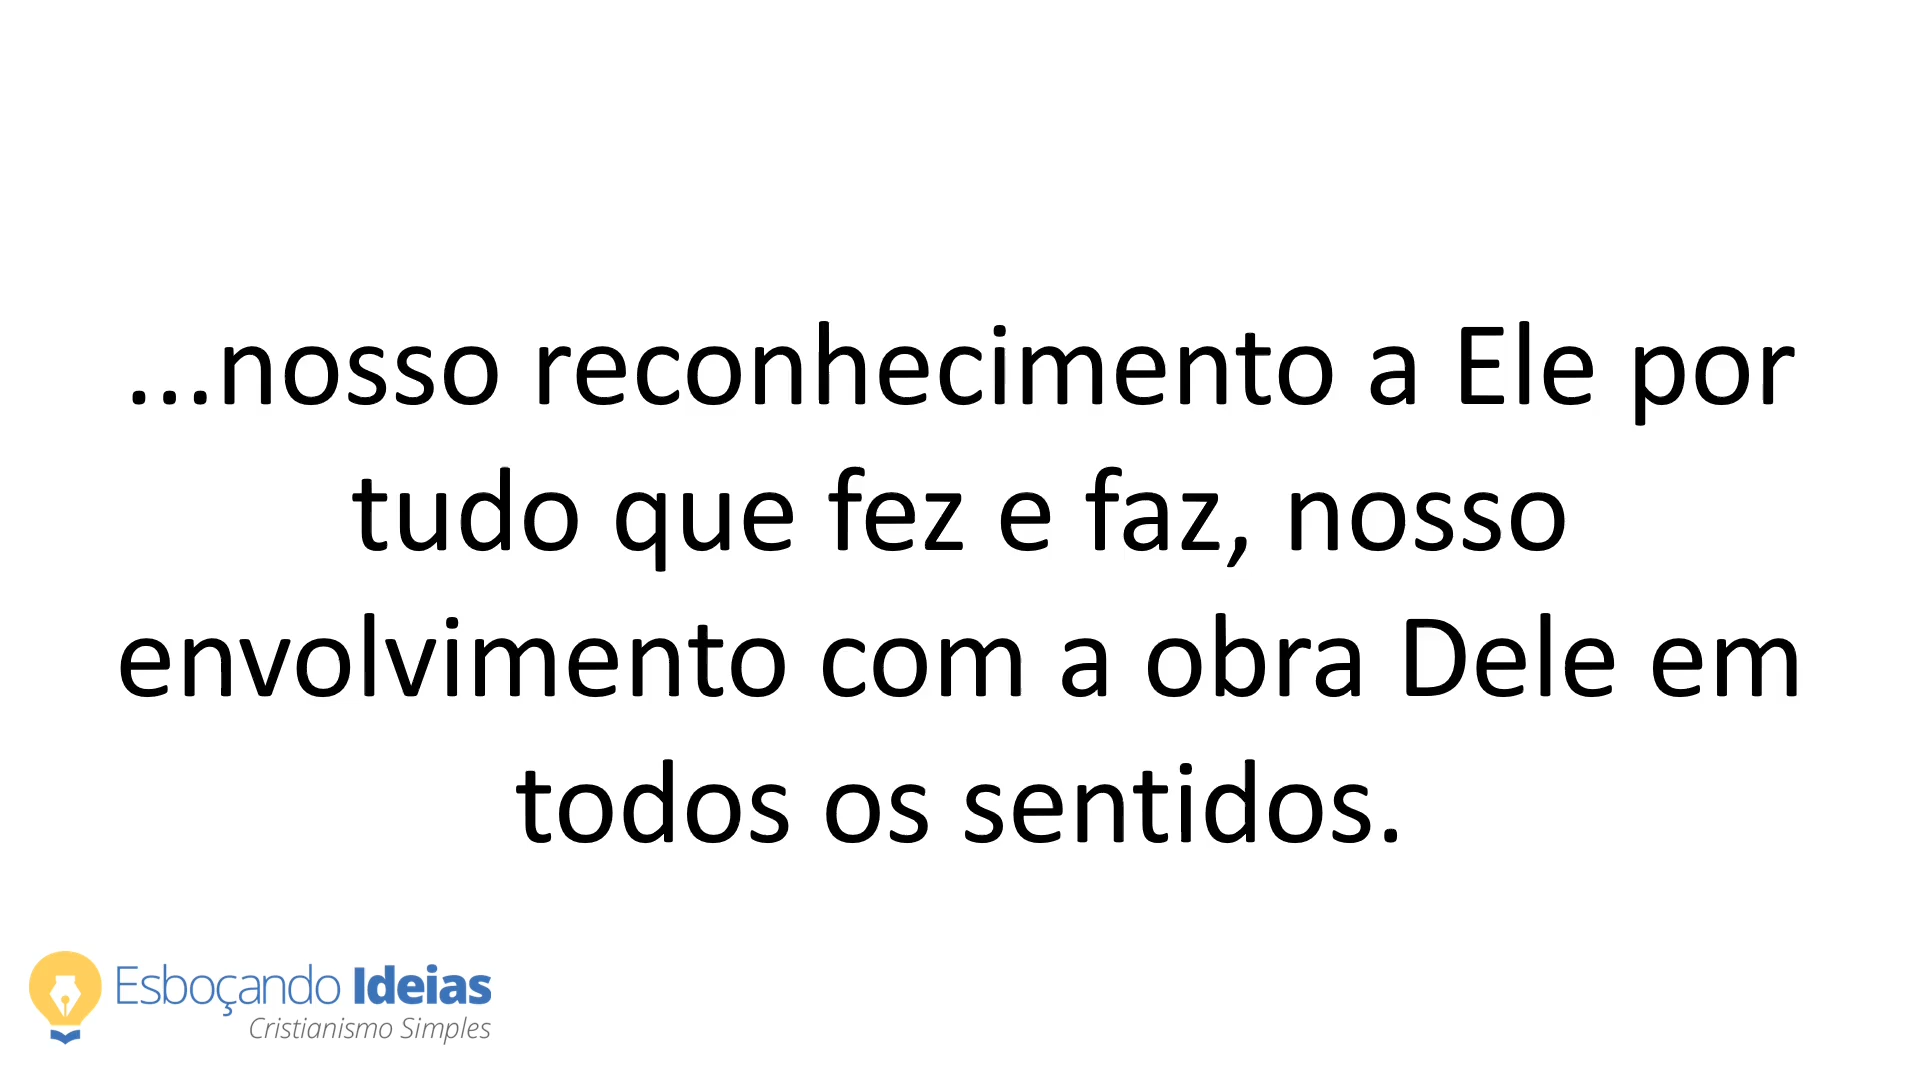 ...nosso reconhecimento a Ele por
tudo que fez e faz, nosso
envolvimento com a obra Dele em
todos os sentidos.
Esboçando Ideias
Cristianismo Simples